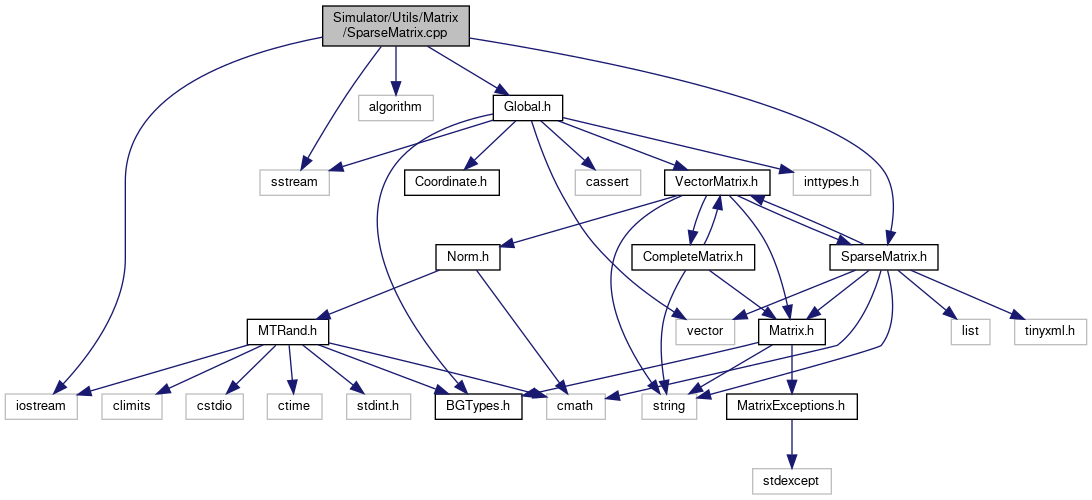 Simulator/Utils/Matrix
/SparseMatrix.cpp
algorithm
Global.h
sstream
Coordinate.h
cassert
VectorMatrix.h
inttypes.h
Norm.h
CompleteMatrix.h
SparseMatrix.h
MTRand.h
vector
Matrix.h
list
tinyxml.h
iostream
climits
cstdio
ctime
stdint.h
BGTypes.h
cmath
string
MatrixExceptions.h
stdexcept